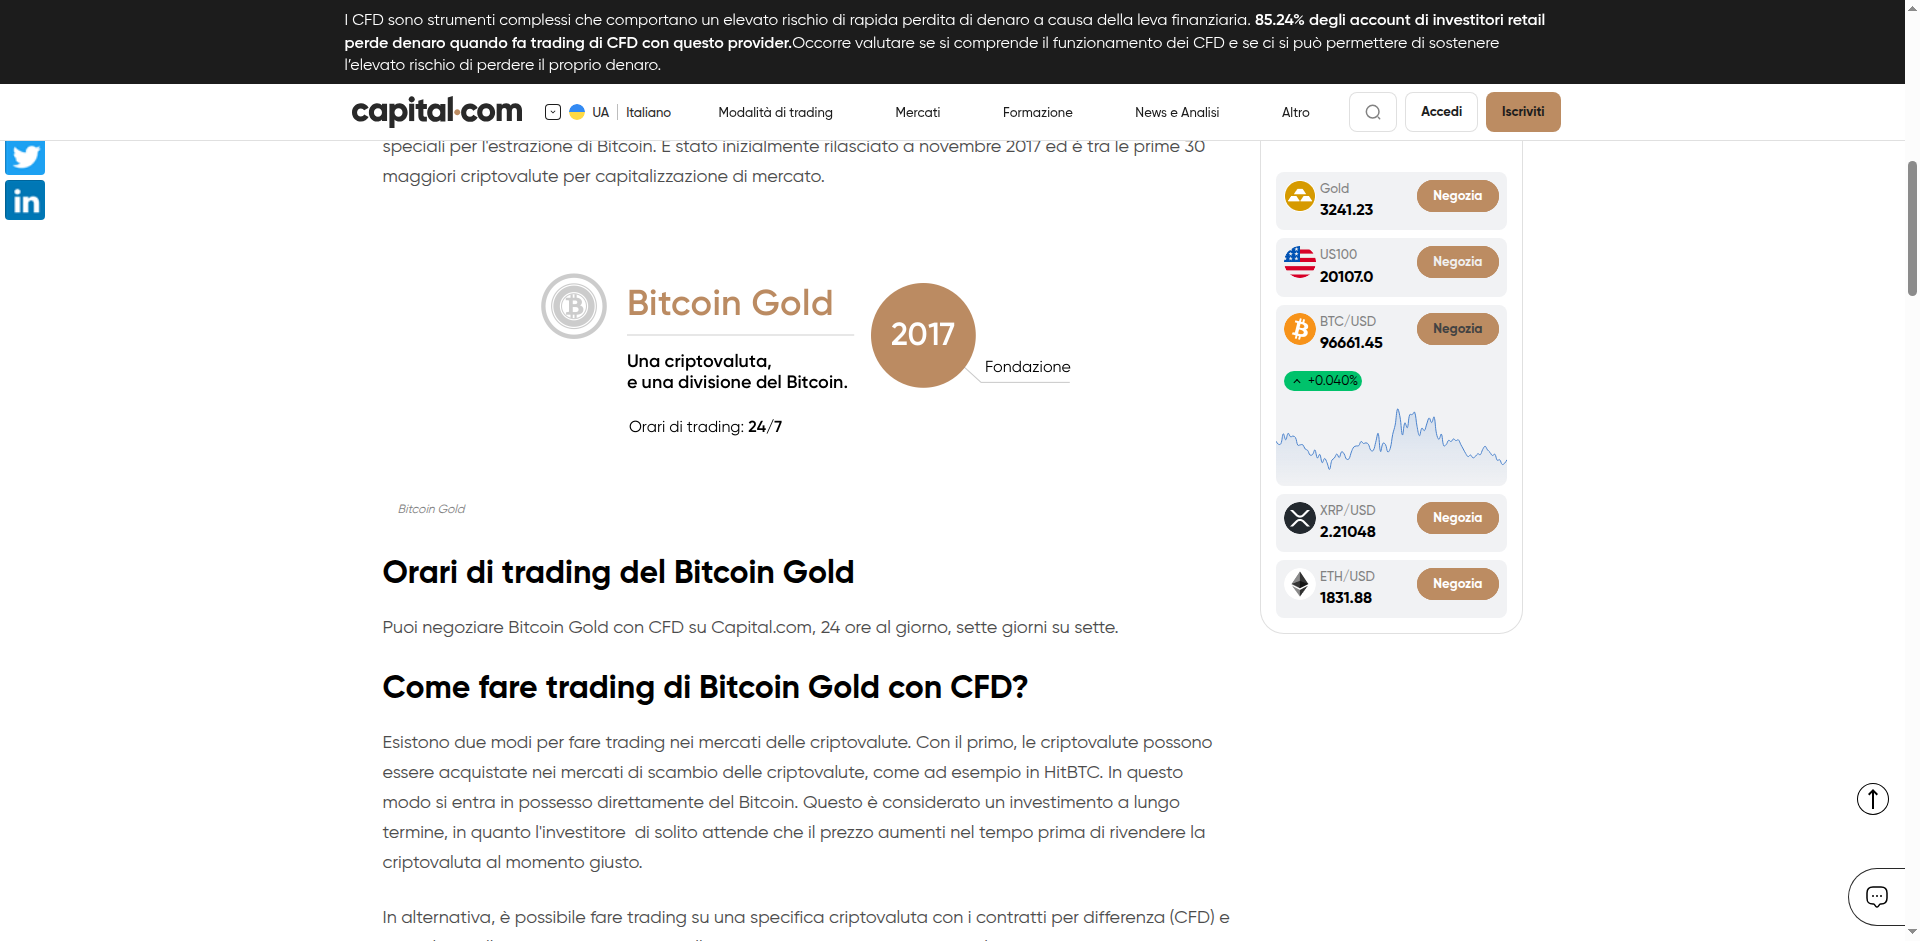 I CFD sono strumenti complessi che comportano un elevato rischio di rapida perdita di denaro a causa della leva finanziaria. 85.24% degli account di investitori retail
perde denaro quando fa trading di CFD con questo provider.Occorre valutare se si comprende il funzionamento dei CFD e se ci si può permettere di sostenere
l'elevato rischio di perdere il proprio denaro.
capital.com
UA
Italiano
Modalità di trading
Mercati
Formazione
News e Analisi
Altro
Accedi
Iscriviti
speciali per l'estrazione di Bitcoin. È stato inizialmente rilasciato a novembre 2017 ed è tra le prime 30
maggiori criptovalute per capitalizzazione di mercato.
Bitcoin Gold
Una criptovaluta,
e una divisione del Bitcoin.
Orari di trading: 24/7
2017
Fondazione
Bitcoin Gold
Orari di trading del Bitcoin Gold
Puoi negoziare Bitcoin Gold con CFD su Capital.com, 24 ore al giorno, sette giorni su sette.
Come fare trading di Bitcoin Gold con CFD?
Esistono due modi per fare trading nei mercati delle criptovalute. Con il primo, le criptovalute possono
essere acquistate nei mercati di scambio delle criptovalute, come ad esempio in HitBTC. In questo
modo si entra in possesso direttamente del Bitcoin. Questo è considerato un investimento a lungo
termine, in quanto l'investitore  di solito attende che il prezzo aumenti nel tempo prima di rivendere la
criptovaluta al momento giusto.
In alternativa, è possibile fare trading su una specifica criptovaluta con i contratti per differenza (CFD) e
Gold
3241.23
Negozia
US100
20107.0
Negozia
BTC/USD
96661.45
Negozia
+0.040%
XRP/USD
2.21048
Negozia
ETH/USD
1831.88
Negozia
in